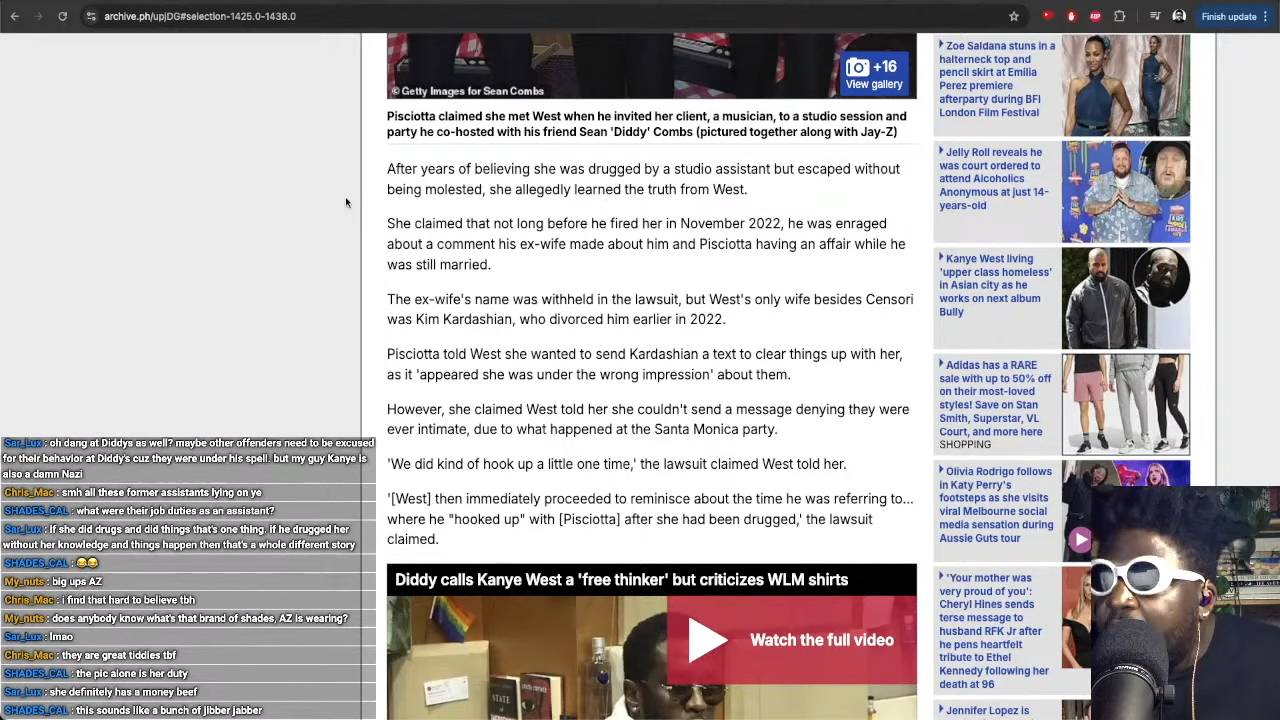 archive.ph/upjDG#selection-1425.0-1438.0
UP
Finish update
© Getty Images for Sean Combs
+16
View gallery
Pisciotta claimed she met West when he invited her client, a musician, to a studio session and
party he co-hosted with his friend Sean 'Diddy' Combs (pictured together along with Jay-Z)
After years of believing she was drugged by a studio assistant but escaped without
being molested, she allegedly learned the truth from West.
She claimed that not long before he fired her in November 2022, he was enraged
about a comment his ex-wife made about him and Pisciotta having an affair while he
was still married.
The ex-wife's name was withheld in the lawsuit, but West's only wife besides Censori
was Kim Kardashian, who divorced him earlier in 2022.
Pisciotta told West she wanted to send Kardashian a text to clear things up with her,
as it 'appeared she was under the wrong impression' about them.
However, she claimed West told her she couldn't send a message denying they were
ever intimate, due to what happened at the Santa Monica party.
'We did kind of hook up a little one time,' the lawsuit claimed West told her.
'[West] then immediately proceeded to reminisce about the time he was referring to...
where he "hooked up" with [Pisciotta] after she had been drugged,' the lawsuit
claimed.
Diddy calls Kanye West a 'free thinker' but criticizes WLM shirts
Watch the full video
Zoe Saldana stuns in a
halterneck top and
pencil skirt at Emilia
Perez premiere
afterparty during BFI
London Film Festival
Jelly Roll reveals he
was court ordered to
attend Alcoholics
Anonymous at just 14-
years-old
Kanye West living
'upper class homeless'
in Asian city as he
works on next album
Bully
Adidas has a RARE
sale with up to 50% off
on their most-loved
styles! Save on Stan
Smith, Superstar, VL
Court, and more here
SHOPPING
Olivia Rodrigo follows
in Katy Perry's
footsteps as she visits
viral Melbourne social
media sensation during
Aussie Guts tour
'Your mother was
very proud of you':
Cheryl Hines sends
terse message to
husband RFK Jr after
he pens heartfelt
tribute to Ethel
Kennedy following her
death at 96
Jennifer Lopez is
Sar_Lux : oh dang at Diddys as well? maybe other offenders need to be excused
for their behavior at Diddy's cuz they were under his spell. but my guy Kanye is
also a damn Nazi
Chris_Mac : smh all these former assistants lying on ye
SHADES_CAL : what were their job duties as an assistant?
Sar_Lux : if she did drugs and did things that's one thing. if he drugged her
without her knowledge and things happen then that's a whole different story
SHADES_CAL : 😂😂
My_nuts : big ups AZ
Chris_Mac : i find that hard to believe tbh
My_nuts : does anybody know what's that brand of shades, AZ is wearing?
Sar_Lux : lmao
Chris_Mac : they are great tiddies tbf
SHADES_CAL : the pic alone is her duty
Sar_Lux : she definitely has a money beef
SHADES_CAL : this sounds like a bunch of jibber jabber